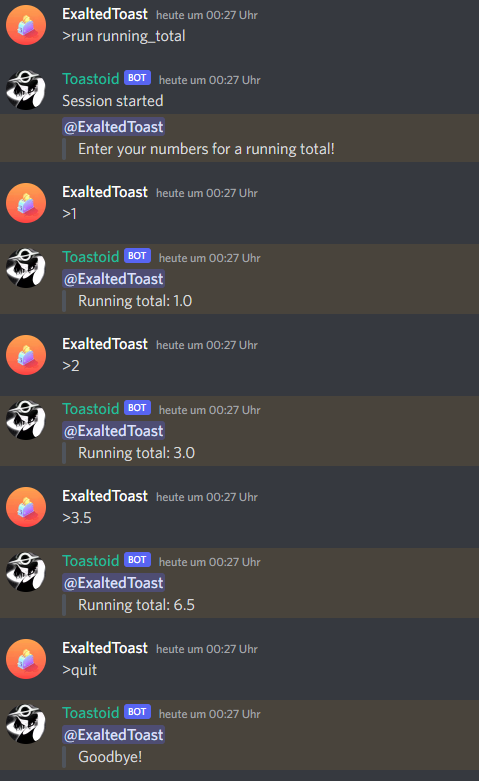 ExaltedToast heute um 00:27 Uhr
>run running_total
Toastoid BOT heute um 00:27 Uhr
Session started
@ExaltedToast
Enter your numbers for a running total!
ExaltedToast heute um 00:27 Uhr
>1
Toastoid BOT heute um 00:27 Uhr
@ExaltedToast
Running total: 1.0
ExaltedToast heute um 00:27 Uhr
>2
Toastoid BOT heute um 00:27 Uhr
@ExaltedToast
Running total: 3.0
ExaltedToast heute um 00:27 Uhr
>3.5
Toastoid BOT heute um 00:27 Uhr
@ExaltedToast
Running total: 6.5
ExaltedToast heute um 00:27 Uhr
>quit
Toastoid BOT heute um 00:27 Uhr
@ExaltedToast
Goodbye!